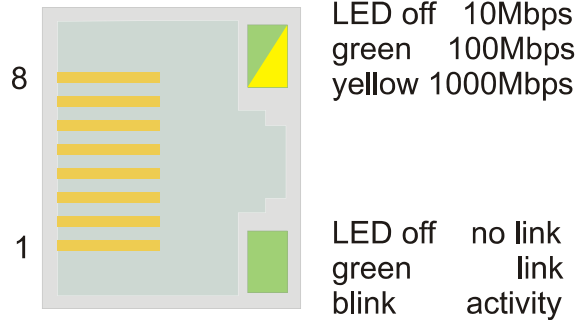 LED off 10Mbps
green 100Mbps
yellow 1000Mbps
8
1
LED off no link
green link
blink activity